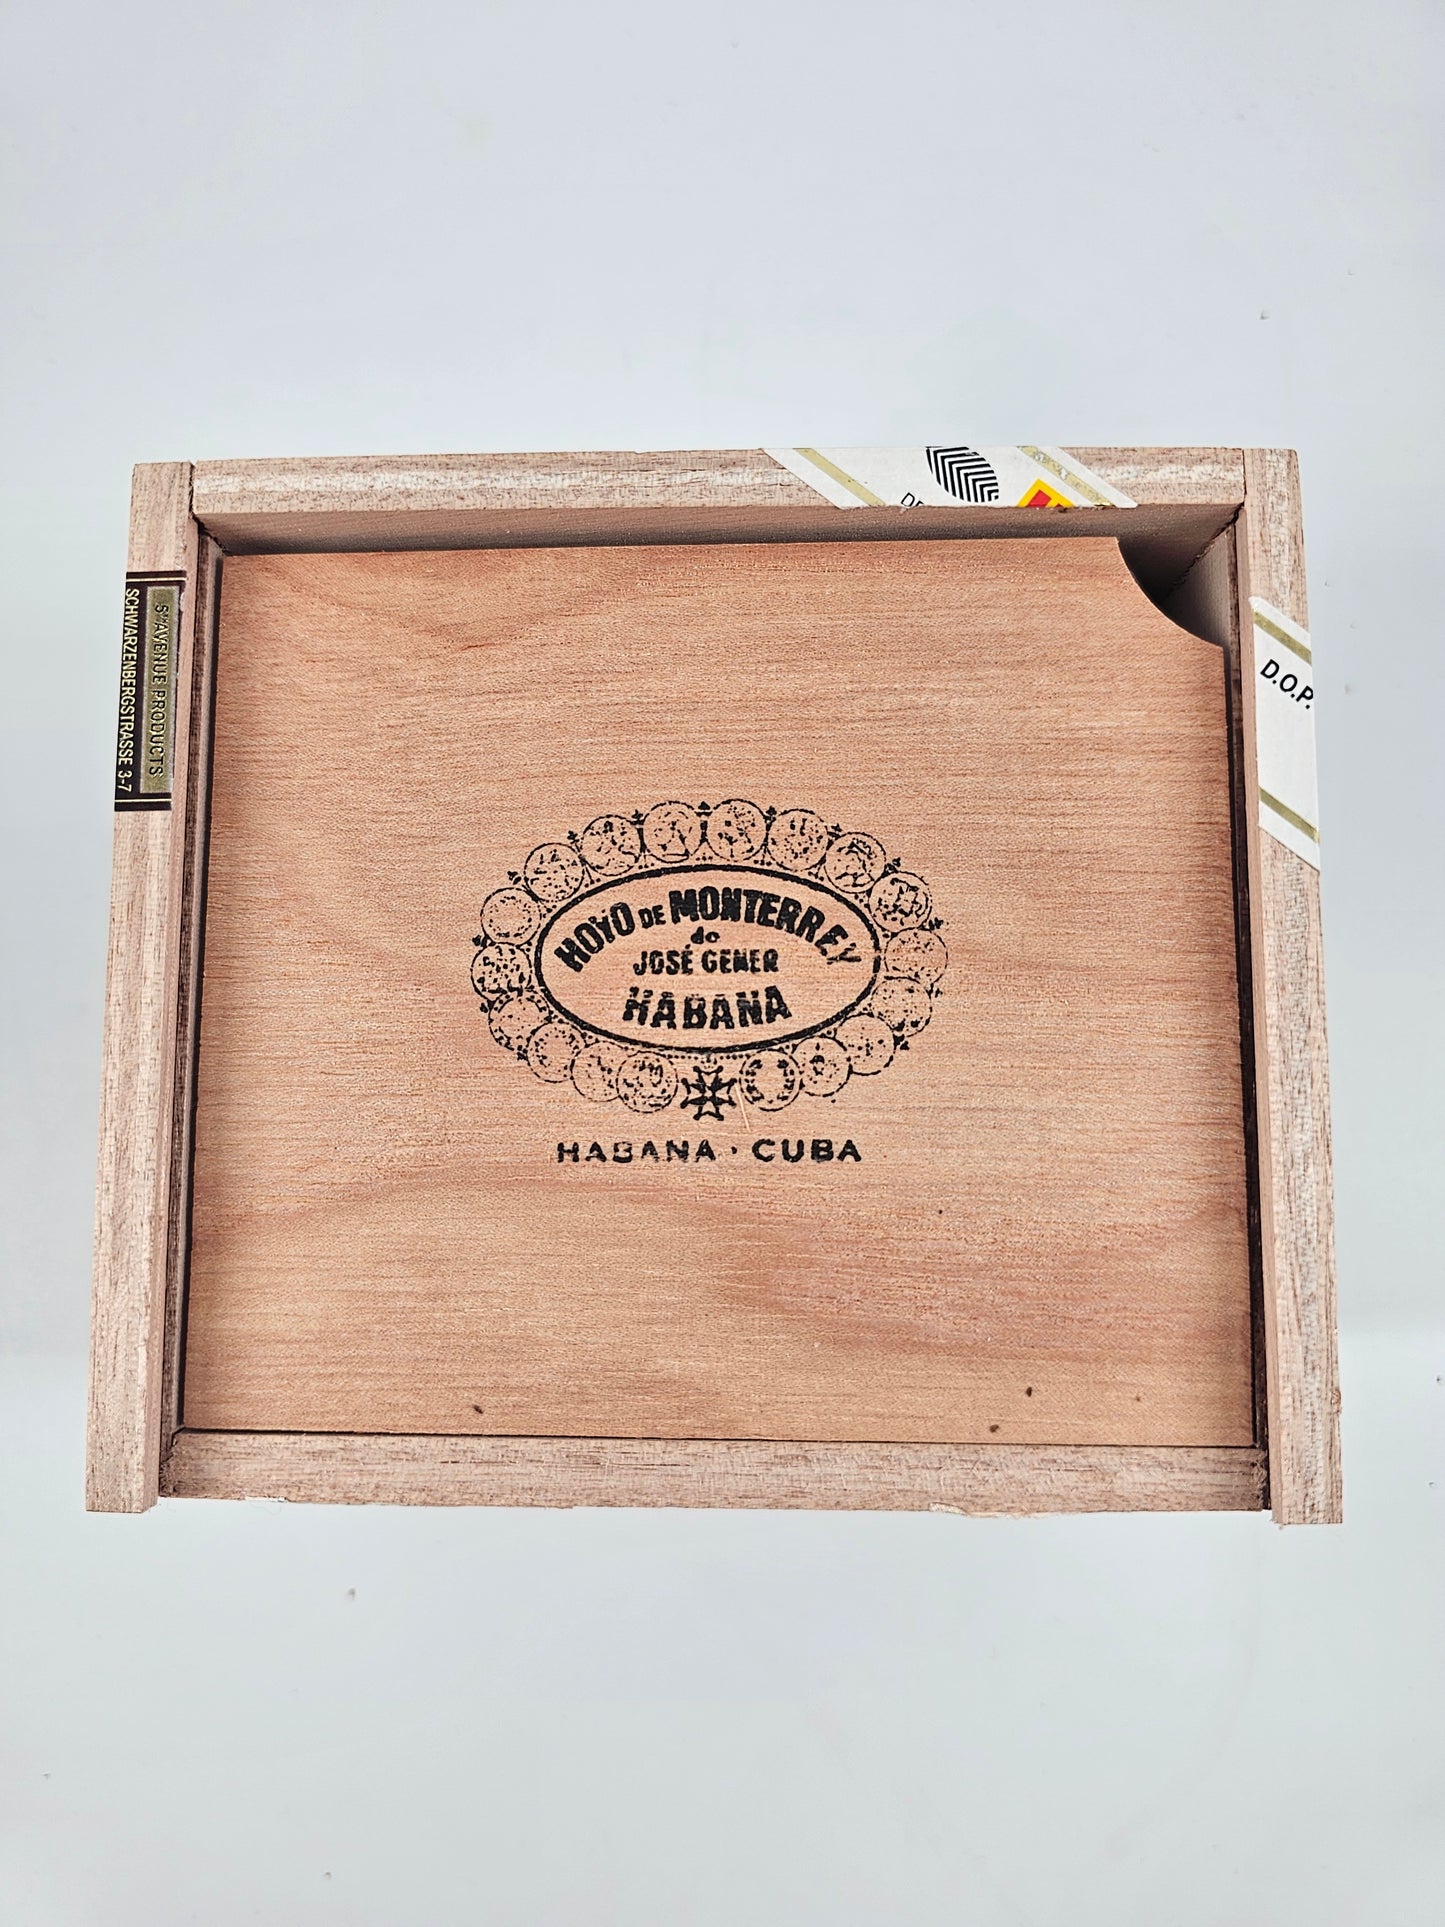 D.O.P.
5TH AVENUE PRODUCTS
SCHWARZENBERGSTRASSE 3-7
HOYO DE MONTERREY
de
JOSÉ GENER
HABANA
HABANA · CUBA